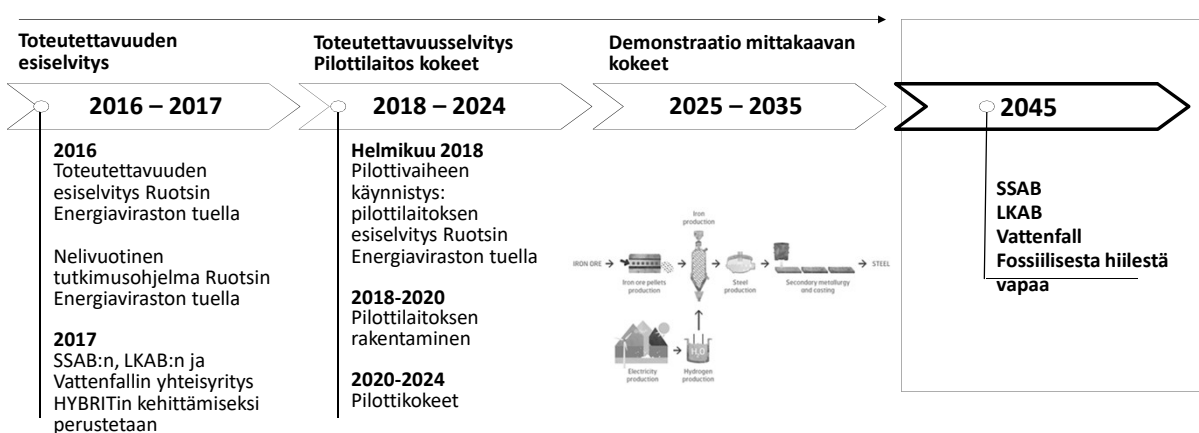 Toteutettavuuden
esiselvitys
2016 – 2017
2016
Toteutettavuuden
esiselvitys Ruotsin
Energiaviraston tuella
Nelivuotinen
tutkimusohjelma Ruotsin
Energiaviraston tuella
2017
SSAB:n, LKAB:n ja
Vattenfallin yhteisyritys
HYBRITin kehittämiseksi
perustetaan
Toteutettavuusselvitys
Pilottilaitos kokeet
2018 – 2024
Helmikuu 2018
Pilottivaiheen
käynnistys:
pilottilaitoksen
esiselvitys Ruotsin
Energiaviraston tuella
2018-2020
Pilottilaitoksen
rakentaminen
2020-2024
Pilottikokeet
Demonstraatio mittakaavan
kokeet
2025 – 2035
Iron
production
IRON ORE
STEEL
Iron ore pellets
production
Steel
production
Secondary metallurgy
and casting
H₂O
Electricity
production
Hydrogen
production
2045
SSAB
LKAB
Vattenfall
Fossiilisesta hiilestä
vapaa